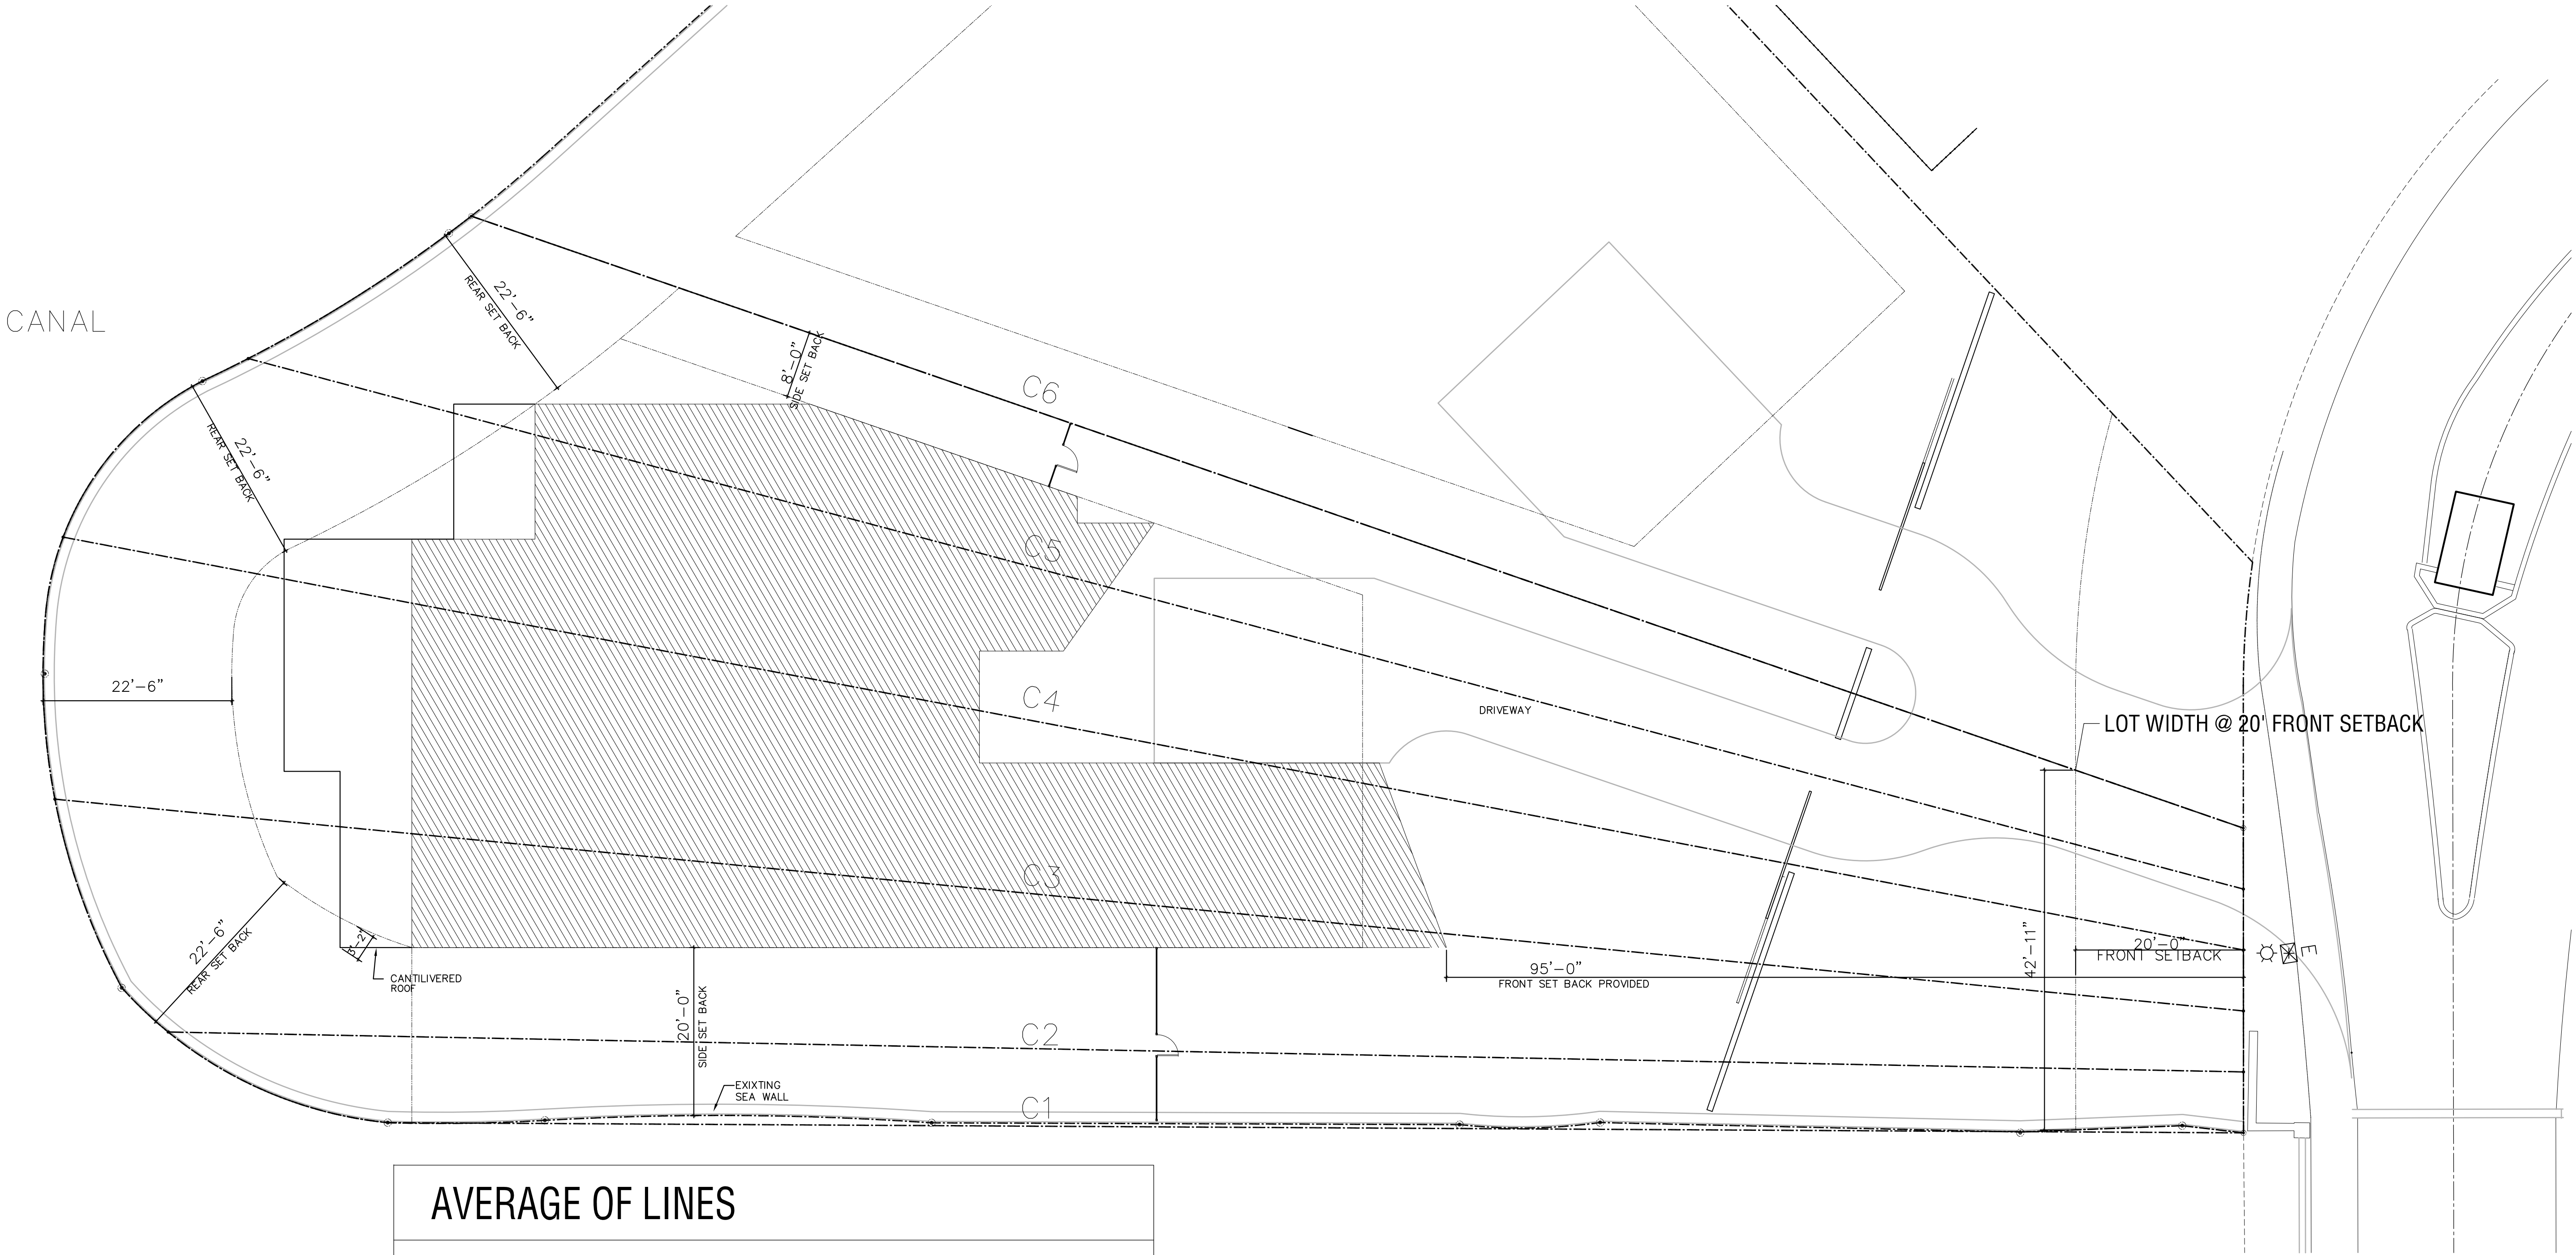 CANAL
22'-6"
REAR SET BACK
8'-0"
SIDE SET BACK
C6
22'-6"
REAR SET BACK
C5
22'-6"
C4
DRIVEWAY
LOT WIDTH @ 20' FRONT SETBACK
C3
22'-6"
REAR SET BACK
3'-2"
CANTILIVERED
ROOF
95'-0"
FRONT SET BACK PROVIDED
42'-11"
20'-0"
FRONT SETBACK
E
20'-0"
SIDE SET BACK
C2
EXIXTING
SEA WALL
C1
AVERAGE OF LINES